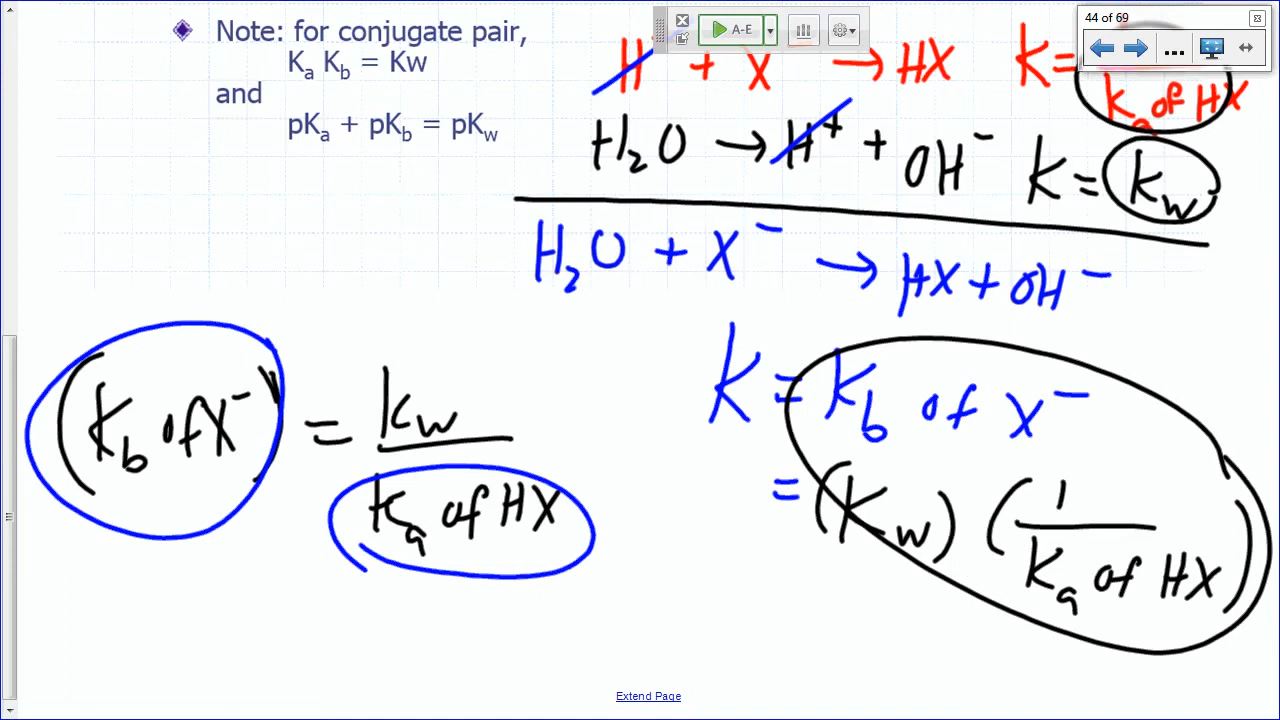 Note: for conjugate pair,
Ka Kb = Kw
and
pKa + pKb = pKw
A-E
44 of 69
H + X → HX K =
Ka of HX
H2O → H+ + OH− K = Kw
H2O + X− → HX + OH−
K = Kb of X−
= (Kw) (1 / Ka of HX)
(Kb of X−) = Kw / Ka of HX
Extend Page